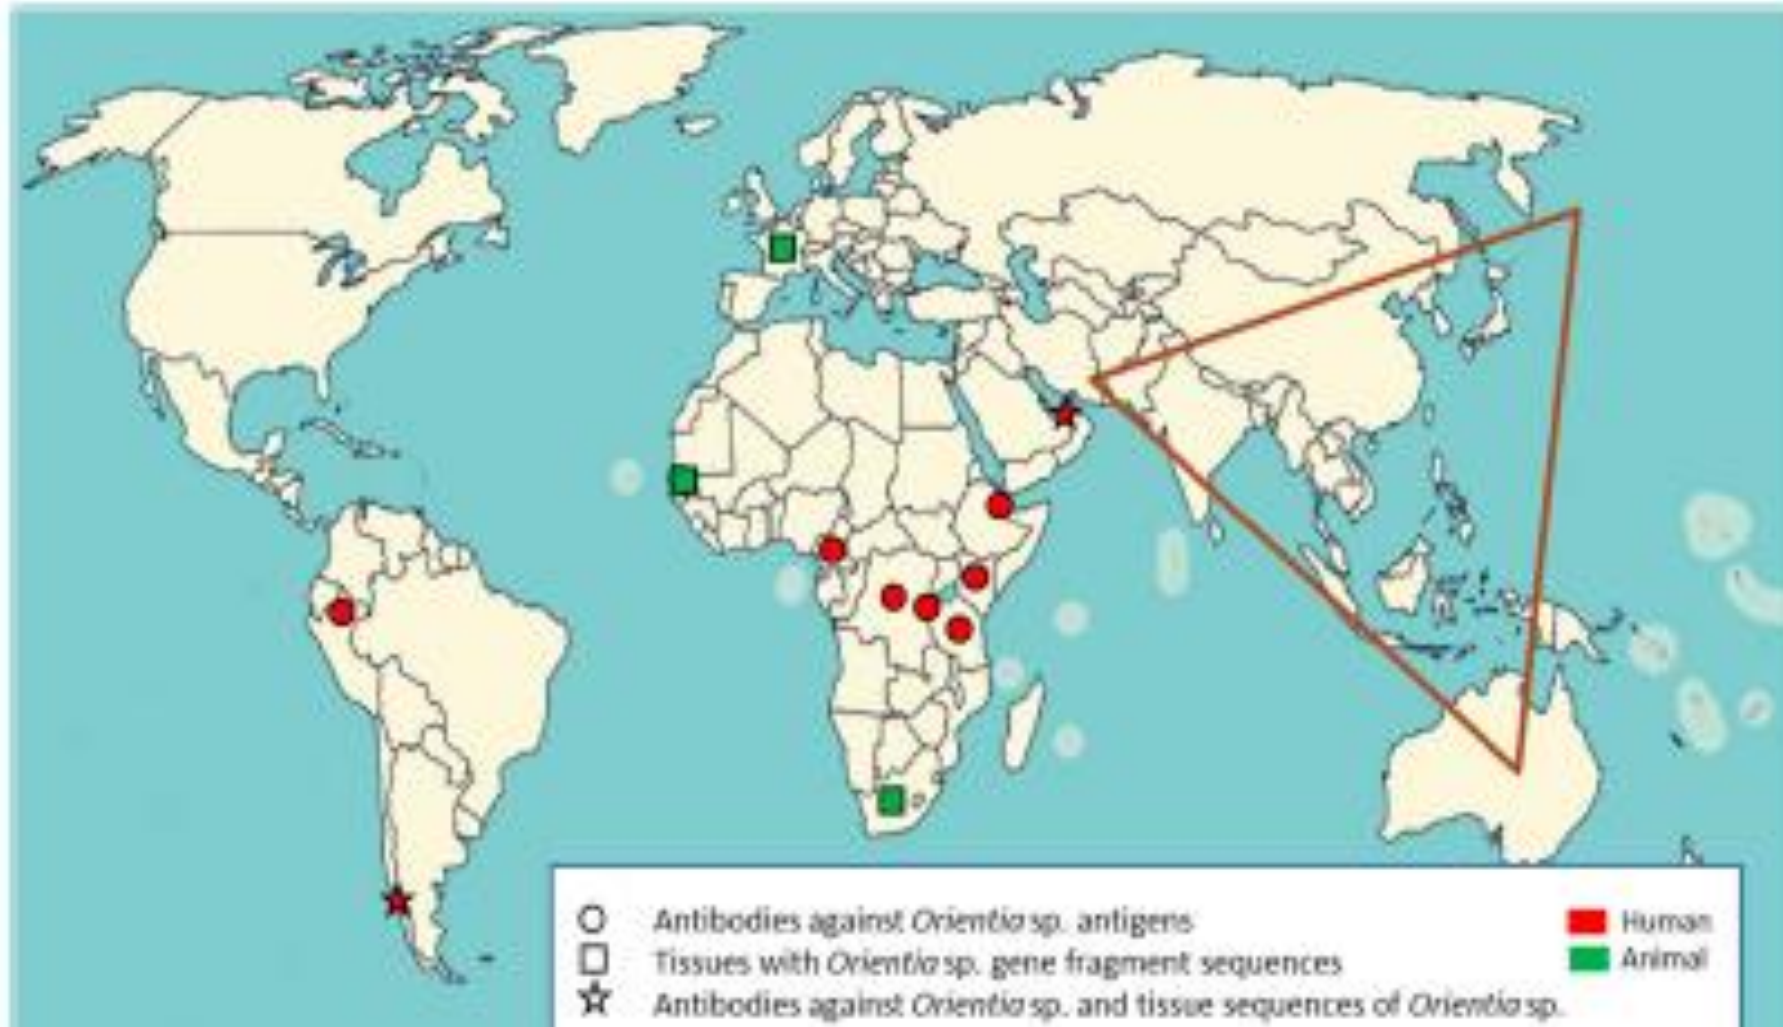 Antibodies against Orientia sp. antigens
Tissues with Orientia sp. gene fragment sequences
Antibodies against Orientia sp. and tissue sequences of Orientia sp.
Human
Animal